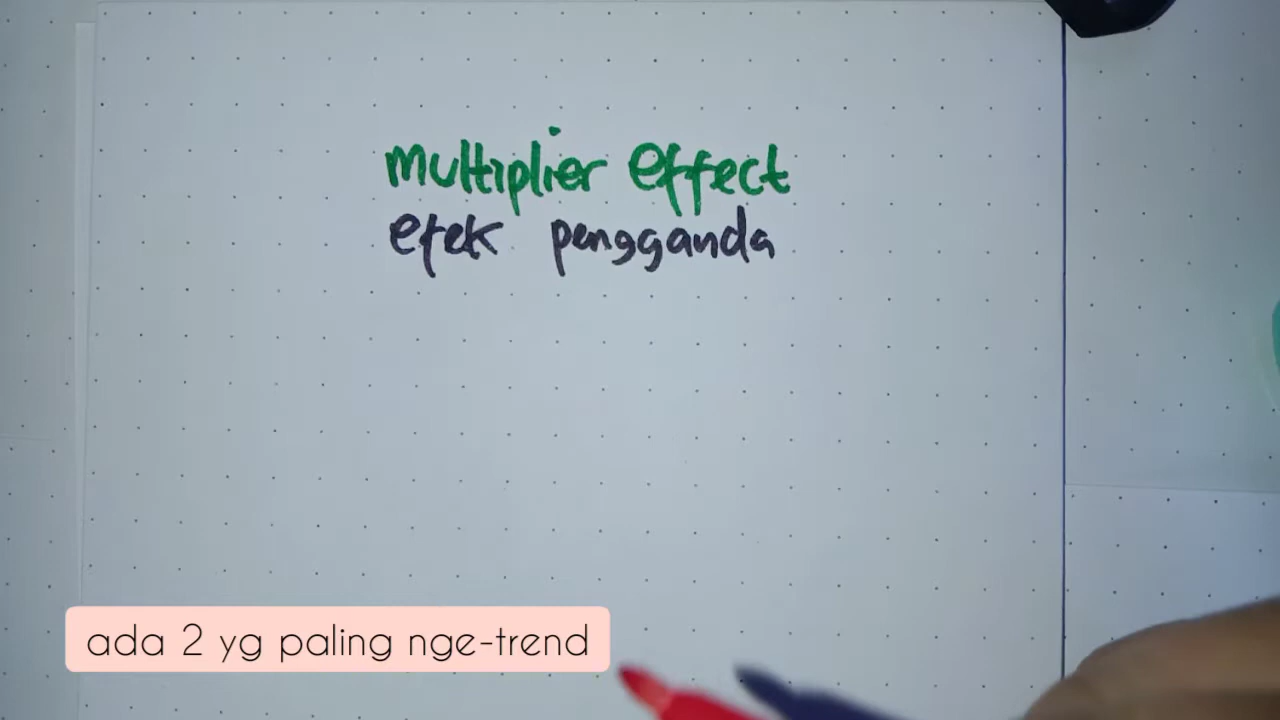 multiplier effect
efek pengganda
ada 2 yg paling nge-trend